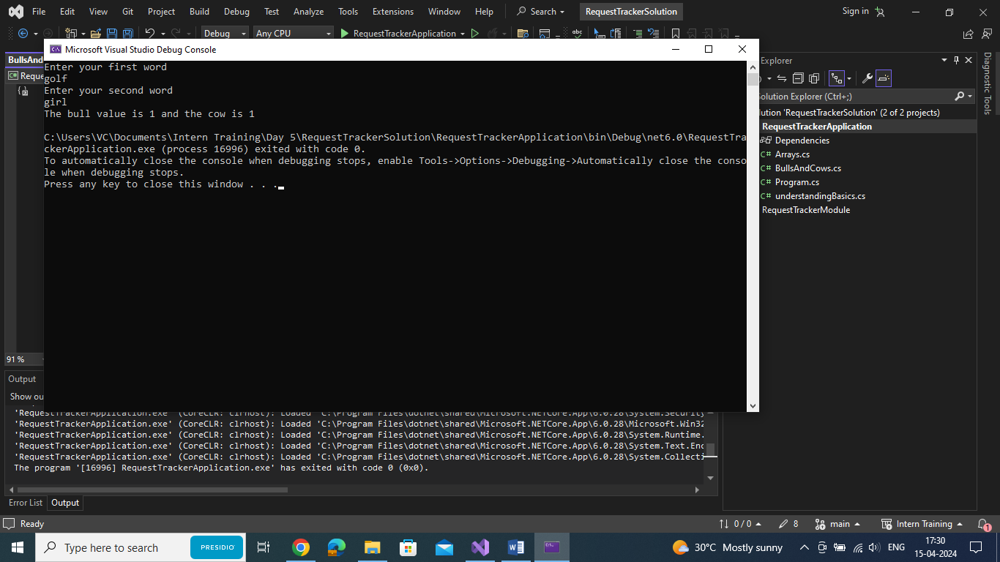 File Edit View Git Project Build Debug Test Analyze Tools Extensions Window Help Search RequestTrackerSolution Sign in
Debug Any CPU RequestTrackerApplication
Microsoft Visual Studio Debug Console
Enter your first word
golf
Enter your second word
girl
The bull value is 1 and the cow is 1
C:\Users\VC\Documents\Intern Training\Day 5\RequestTrackerSolution\RequestTrackerApplication\bin\Debug\net6.0\RequestTra
ckerApplication.exe (process 16996) exited with code 0.
To automatically close the console when debugging stops, enable Tools->Options->Debugging->Automatically close the conso
le when debugging stops.
Press any key to close this window . . .
BullsAnd
C# Reque
91 %
Output
Show ou
'RequestTrackerApplication.exe' (CoreCLR: clrhost): Loaded 'C:\Program Files\dotnet\shared\Microsoft.NETCore.App\6.0.28\System.Security
'RequestTrackerApplication.exe' (CoreCLR: clrhost): Loaded 'C:\Program Files\dotnet\shared\Microsoft.NETCore.App\6.0.28\Microsoft.Win32
'RequestTrackerApplication.exe' (CoreCLR: clrhost): Loaded 'C:\Program Files\dotnet\shared\Microsoft.NETCore.App\6.0.28\System.Runtime.
'RequestTrackerApplication.exe' (CoreCLR: clrhost): Loaded 'C:\Program Files\dotnet\shared\Microsoft.NETCore.App\6.0.28\System.Text.Enc
'RequestTrackerApplication.exe' (CoreCLR: clrhost): Loaded 'C:\Program Files\dotnet\shared\Microsoft.NETCore.App\6.0.28\System.Collecti
The program '[16996] RequestTrackerApplication.exe' has exited with code 0 (0x0).
Error List Output
Explorer
olution Explorer (Ctrl+;)
lution 'RequestTrackerSolution' (2 of 2 projects)
RequestTrackerApplication
Dependencies
C# Arrays.cs
C# BullsAndCows.cs
C# Program.cs
C# understandingBasics.cs
RequestTrackerModule
Diagnostic Tools
Ready 0 / 0 8 main Intern Training 1
Type here to search PRESIDIO 30°C Mostly sunny ENG 17:30
15-04-2024